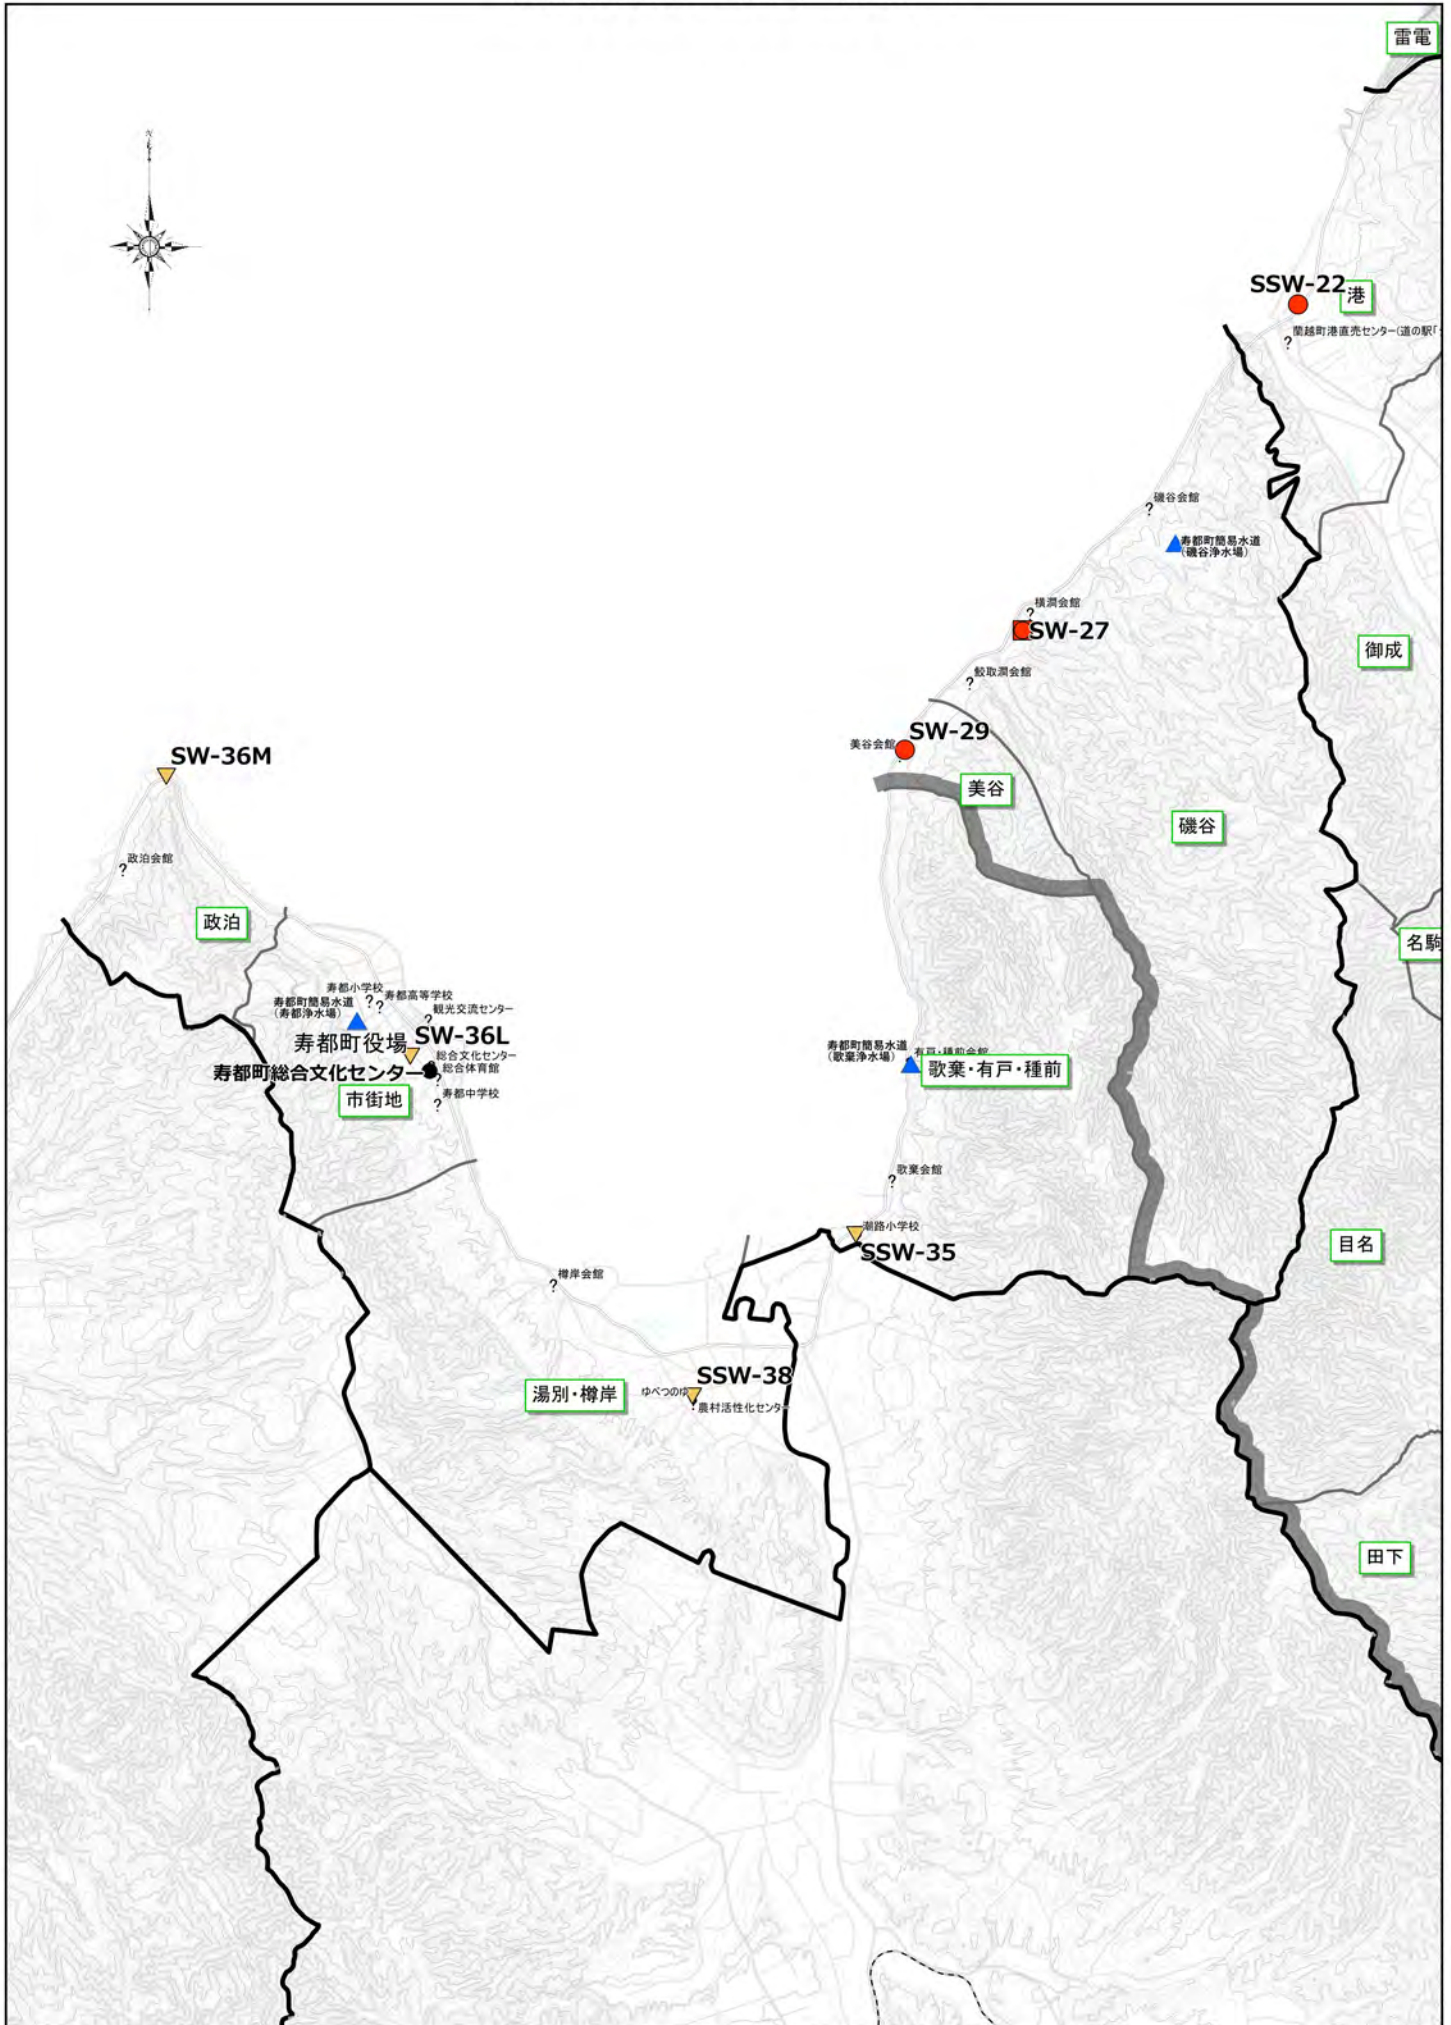 雷電
N
SSW-22
港
蘭越町港直売センター(道の駅「
?
磯谷会館
?
寿都町簡易水道
(磯谷浄水場)
横澗会館
?
SW-27
御成
鮫取澗会館
?
SW-29
美谷会館
SW-36M
美谷
磯谷
政泊会館
?
政泊
名駒
寿都小学校
?
寿都高等学校
?
寿都町簡易水道
(寿都浄水場)
観光交流センター
?
寿都町役場
SW-36L
総合文化センター
総合体育館
?
寿都町総合文化センター
寿都中学校
?
市街地
寿都町簡易水道
(歌棄浄水場)
有戸・種前会館
歌棄・有戸・種前
歌棄会館
?
潮路小学校
SSW-35
目名
樽岸会館
?
SSW-38
ゆべつのゆ
農村活性化センター
湯別・樽岸
田下